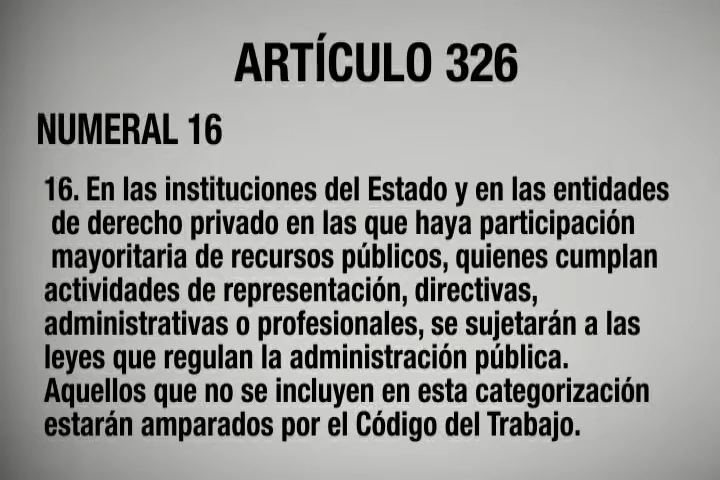 ARTÍCULO 326
NUMERAL 16
16. En las instituciones del Estado y en las entidades
de derecho privado en las que haya participación
mayoritaria de recursos públicos, quienes cumplan
actividades de representación, directivas,
administrativas o profesionales, se sujetarán a las
leyes que regulan la administración pública.
Aquellos que no se incluyen en esta categorización
estarán amparados por el Código del Trabajo.